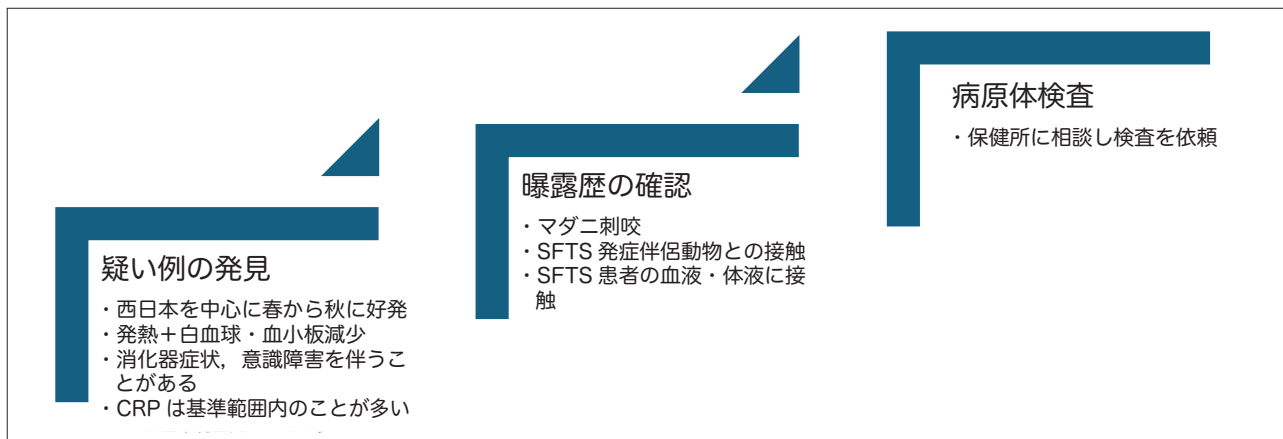 疑い例の発見
・西日本を中心に春から秋に好発
・発熱＋白血球・血小板減少
・消化器症状，意識障害を伴うこ
とがある
・CRP は基準範囲内のことが多い
曝露歴の確認
・マダニ刺咬
・SFTS 発症伴侶動物との接触
・SFTS 患者の血液・体液に接
触
病原体検査
・保健所に相談し検査を依頼